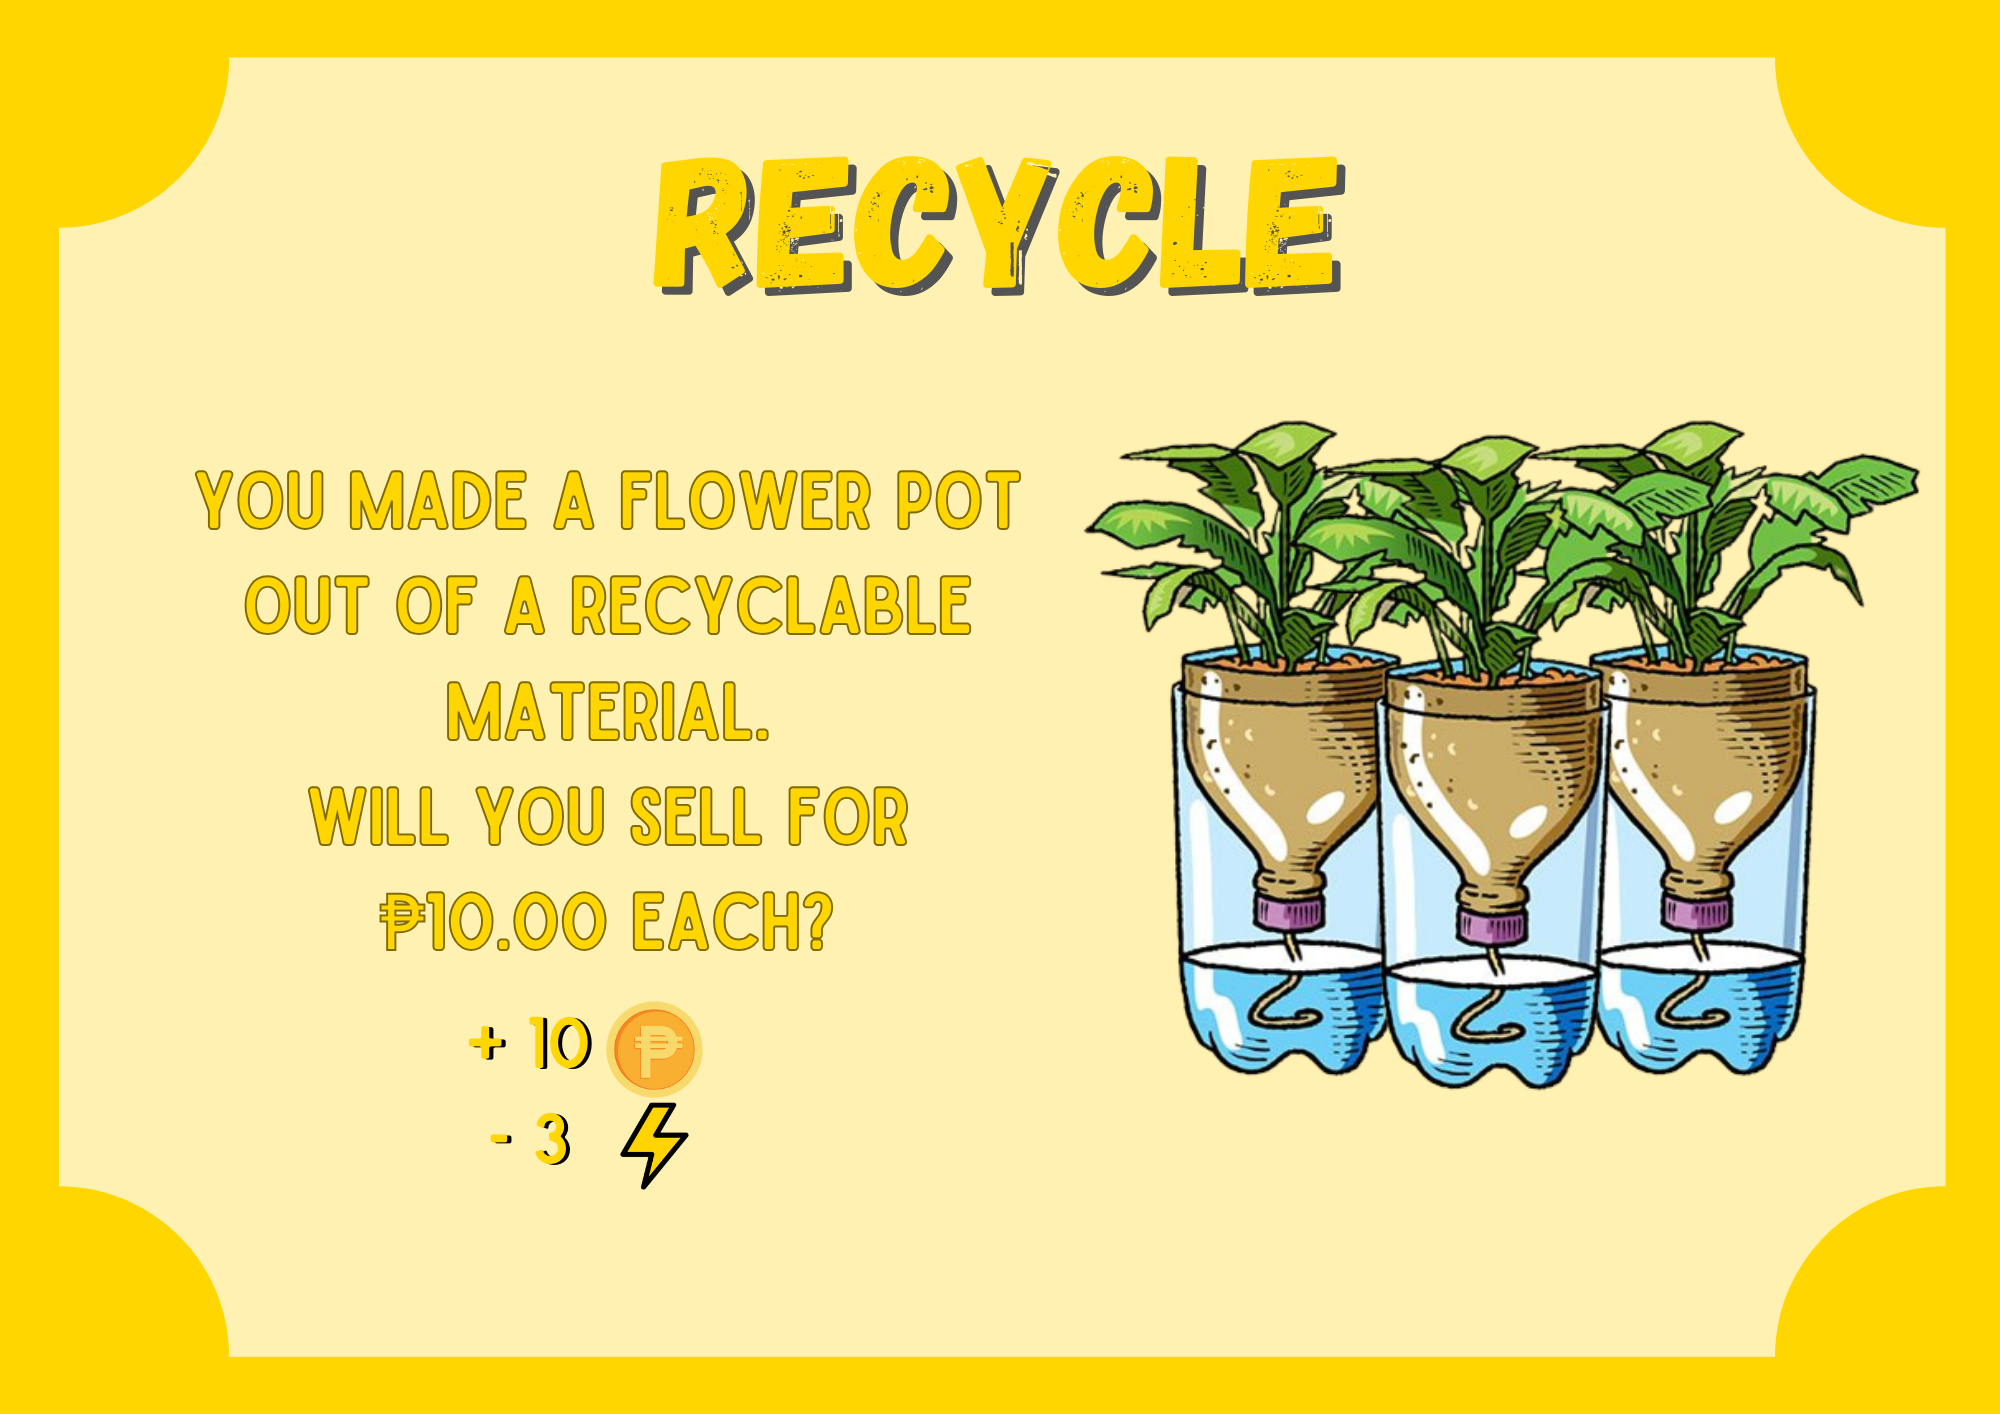 RECYCLE
YOU MADE A FLOWER POT
OUT OF A RECYCLABLE
MATERIAL.
WILL YOU SELL FOR
₱10.00 EACH?
+ 10 ₱
- 3